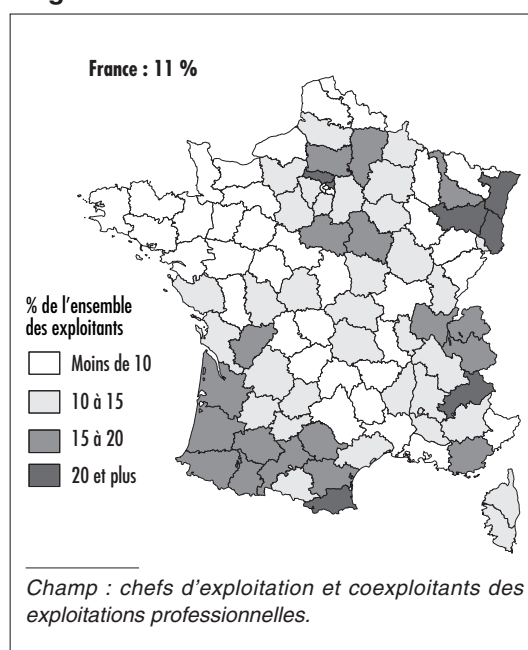 France : 11 %
% de l'ensemble
des exploitants
Moins de 10
10 à 15
15 à 20
20 et plus
Champ : chefs d'exploitation et coexploitants des
exploitations professionnelles.